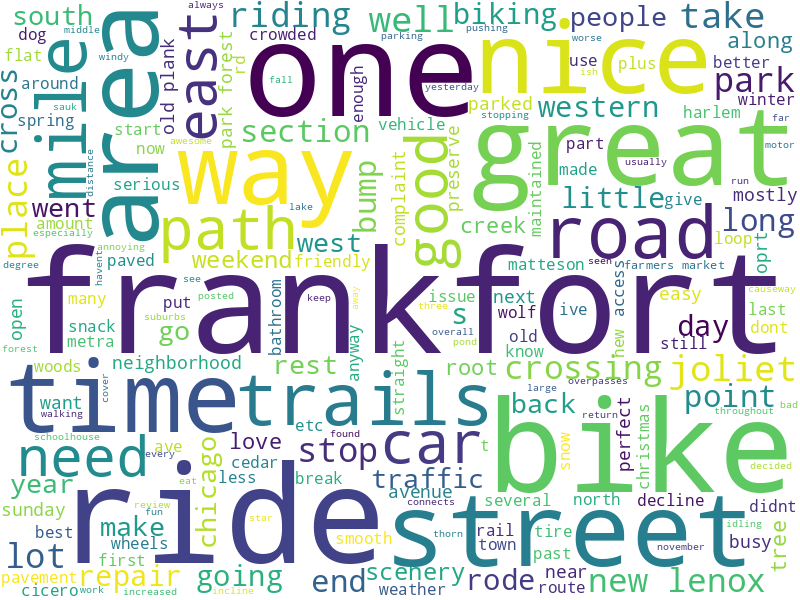 south
riding
well
biking
people
take
always
middle
windy
parking
pushing
worse
dog
flat
crowded
one
nice
along
cross
around
mile
area
east
old plank
park forest
rd
fall
enough
yesterday
ish
use
plus
better
park
sauk
spring
start
now
section
vehicle
parked
western
stopping
winter
harlem
far
awesome
way
good
great
part
motor
place
serious
distance
bump
complaint
preserve
maintained
made
usually
mostly
went
lake
path
creek
little
give
run
long
amount
especially
west
road
loop
annoying
paved
weekend
friendly
matteson
seen
farmers market
oprt
degree
havent
see
frankfort
open
many
put
posted
keep
away
issue
next
wolf
ive
access
easy
causeway
snack
metra
go
suburbs
bathroom
three
s
day
last
dont
forest
woods
neighborhood
anyway
overall
pond
old
know
new
still
time
trails
rest
straight
root
crossing
joliet
want
cover
large
overpasses
walking
etc
back
return
perfect
point
throughout
bad
schoolhouse
every
found
need
love
stop
car
t
bike
christmas
decided
year
chicago
cedar
less
break
traffic
snow
eat
review
ride
avenue
several
north
decline
didnt
sunday
ave
star
street
fun
make
connects
thorn
rail
tire
idling
best
wheels
smooth
town
past
november
busy
tree
lot
first
pavement
repair
going
end
scenery
rode
near
new lenox
cicero
work
increased
incline
weather
route